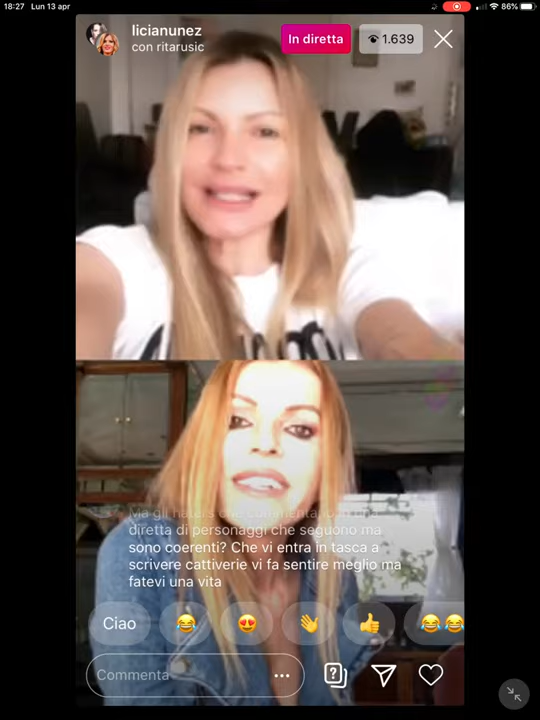 18:27 Lun 13 apr
86%
licianunez
con ritarusic
In diretta
1.639
Ma gli haters che commentano in una
diretta di personaggi che seguono ma
sono coerenti? Che vi entra in tasca a
scrivere cattiverie vi fa sentire meglio ma
fatevi una vita
Ciao
Commenta